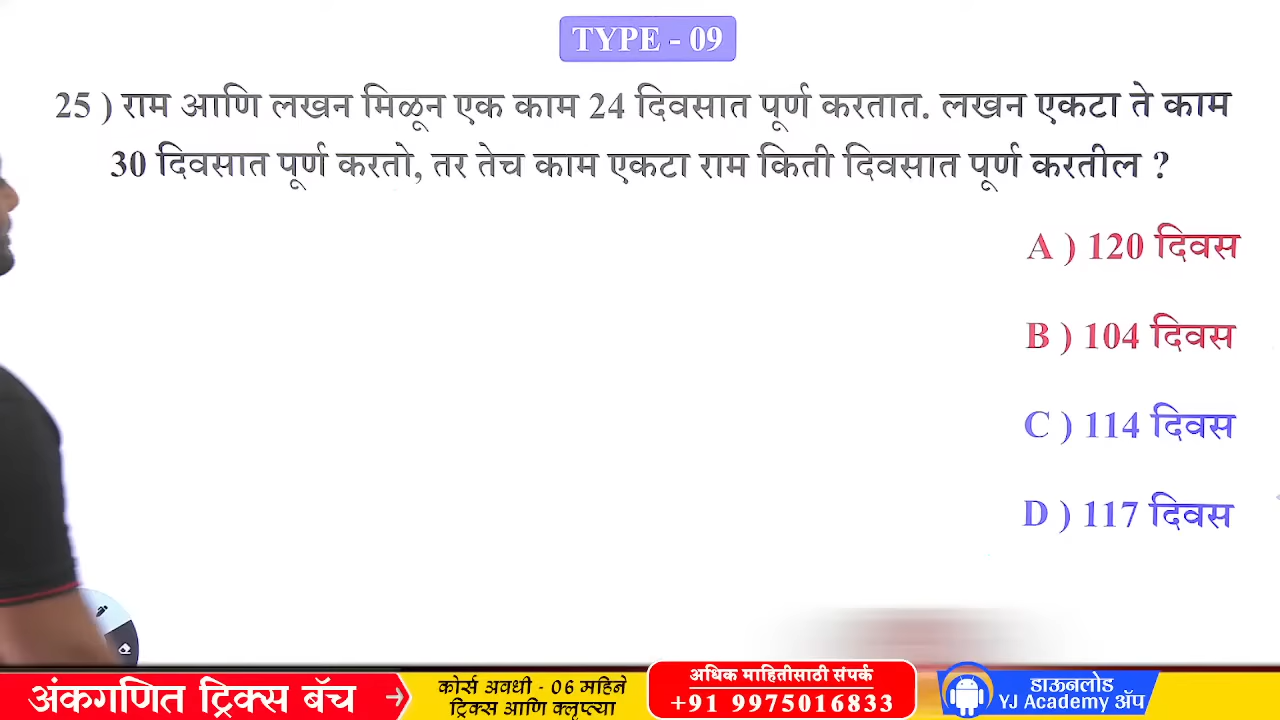 TYPE - 09
25 ) राम आणि लखन मिळून एक काम 24 दिवसात पूर्ण करतात. लखन एकटा ते काम
30 दिवसात पूर्ण करतो, तर तेच काम एकटा राम किती दिवसात पूर्ण करतील ?
A ) 120 दिवस
B ) 104 दिवस
C ) 114 दिवस
D ) 117 दिवस
अंकगणित ट्रिक्स बॅच
कोर्स अवधी - 06 महिने
ट्रिक्स आणि क्लुप्त्या
अधिक माहितीसाठी संपर्क
+91 9975016833
डाऊनलोड
YJ Academy ॲप